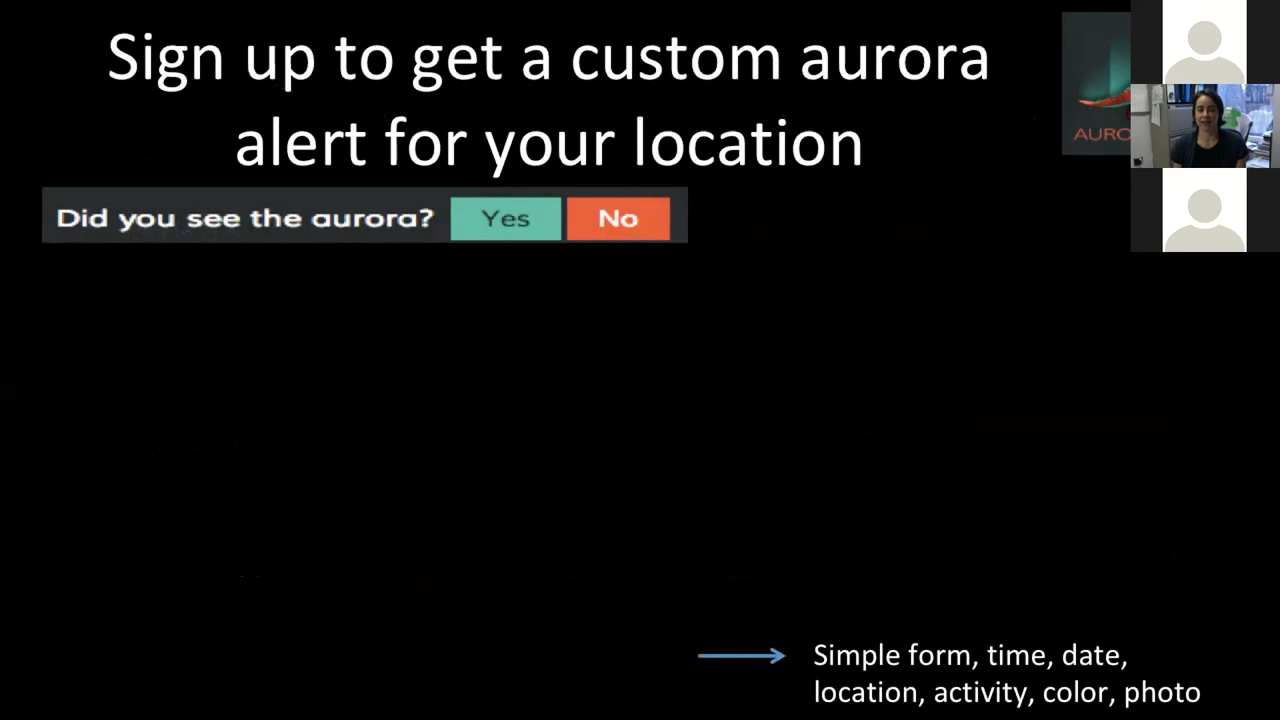 Sign up to get a custom aurora
alert for your location
Did you see the aurora? Yes No
Simple form, time, date,
location, activity, color, photo